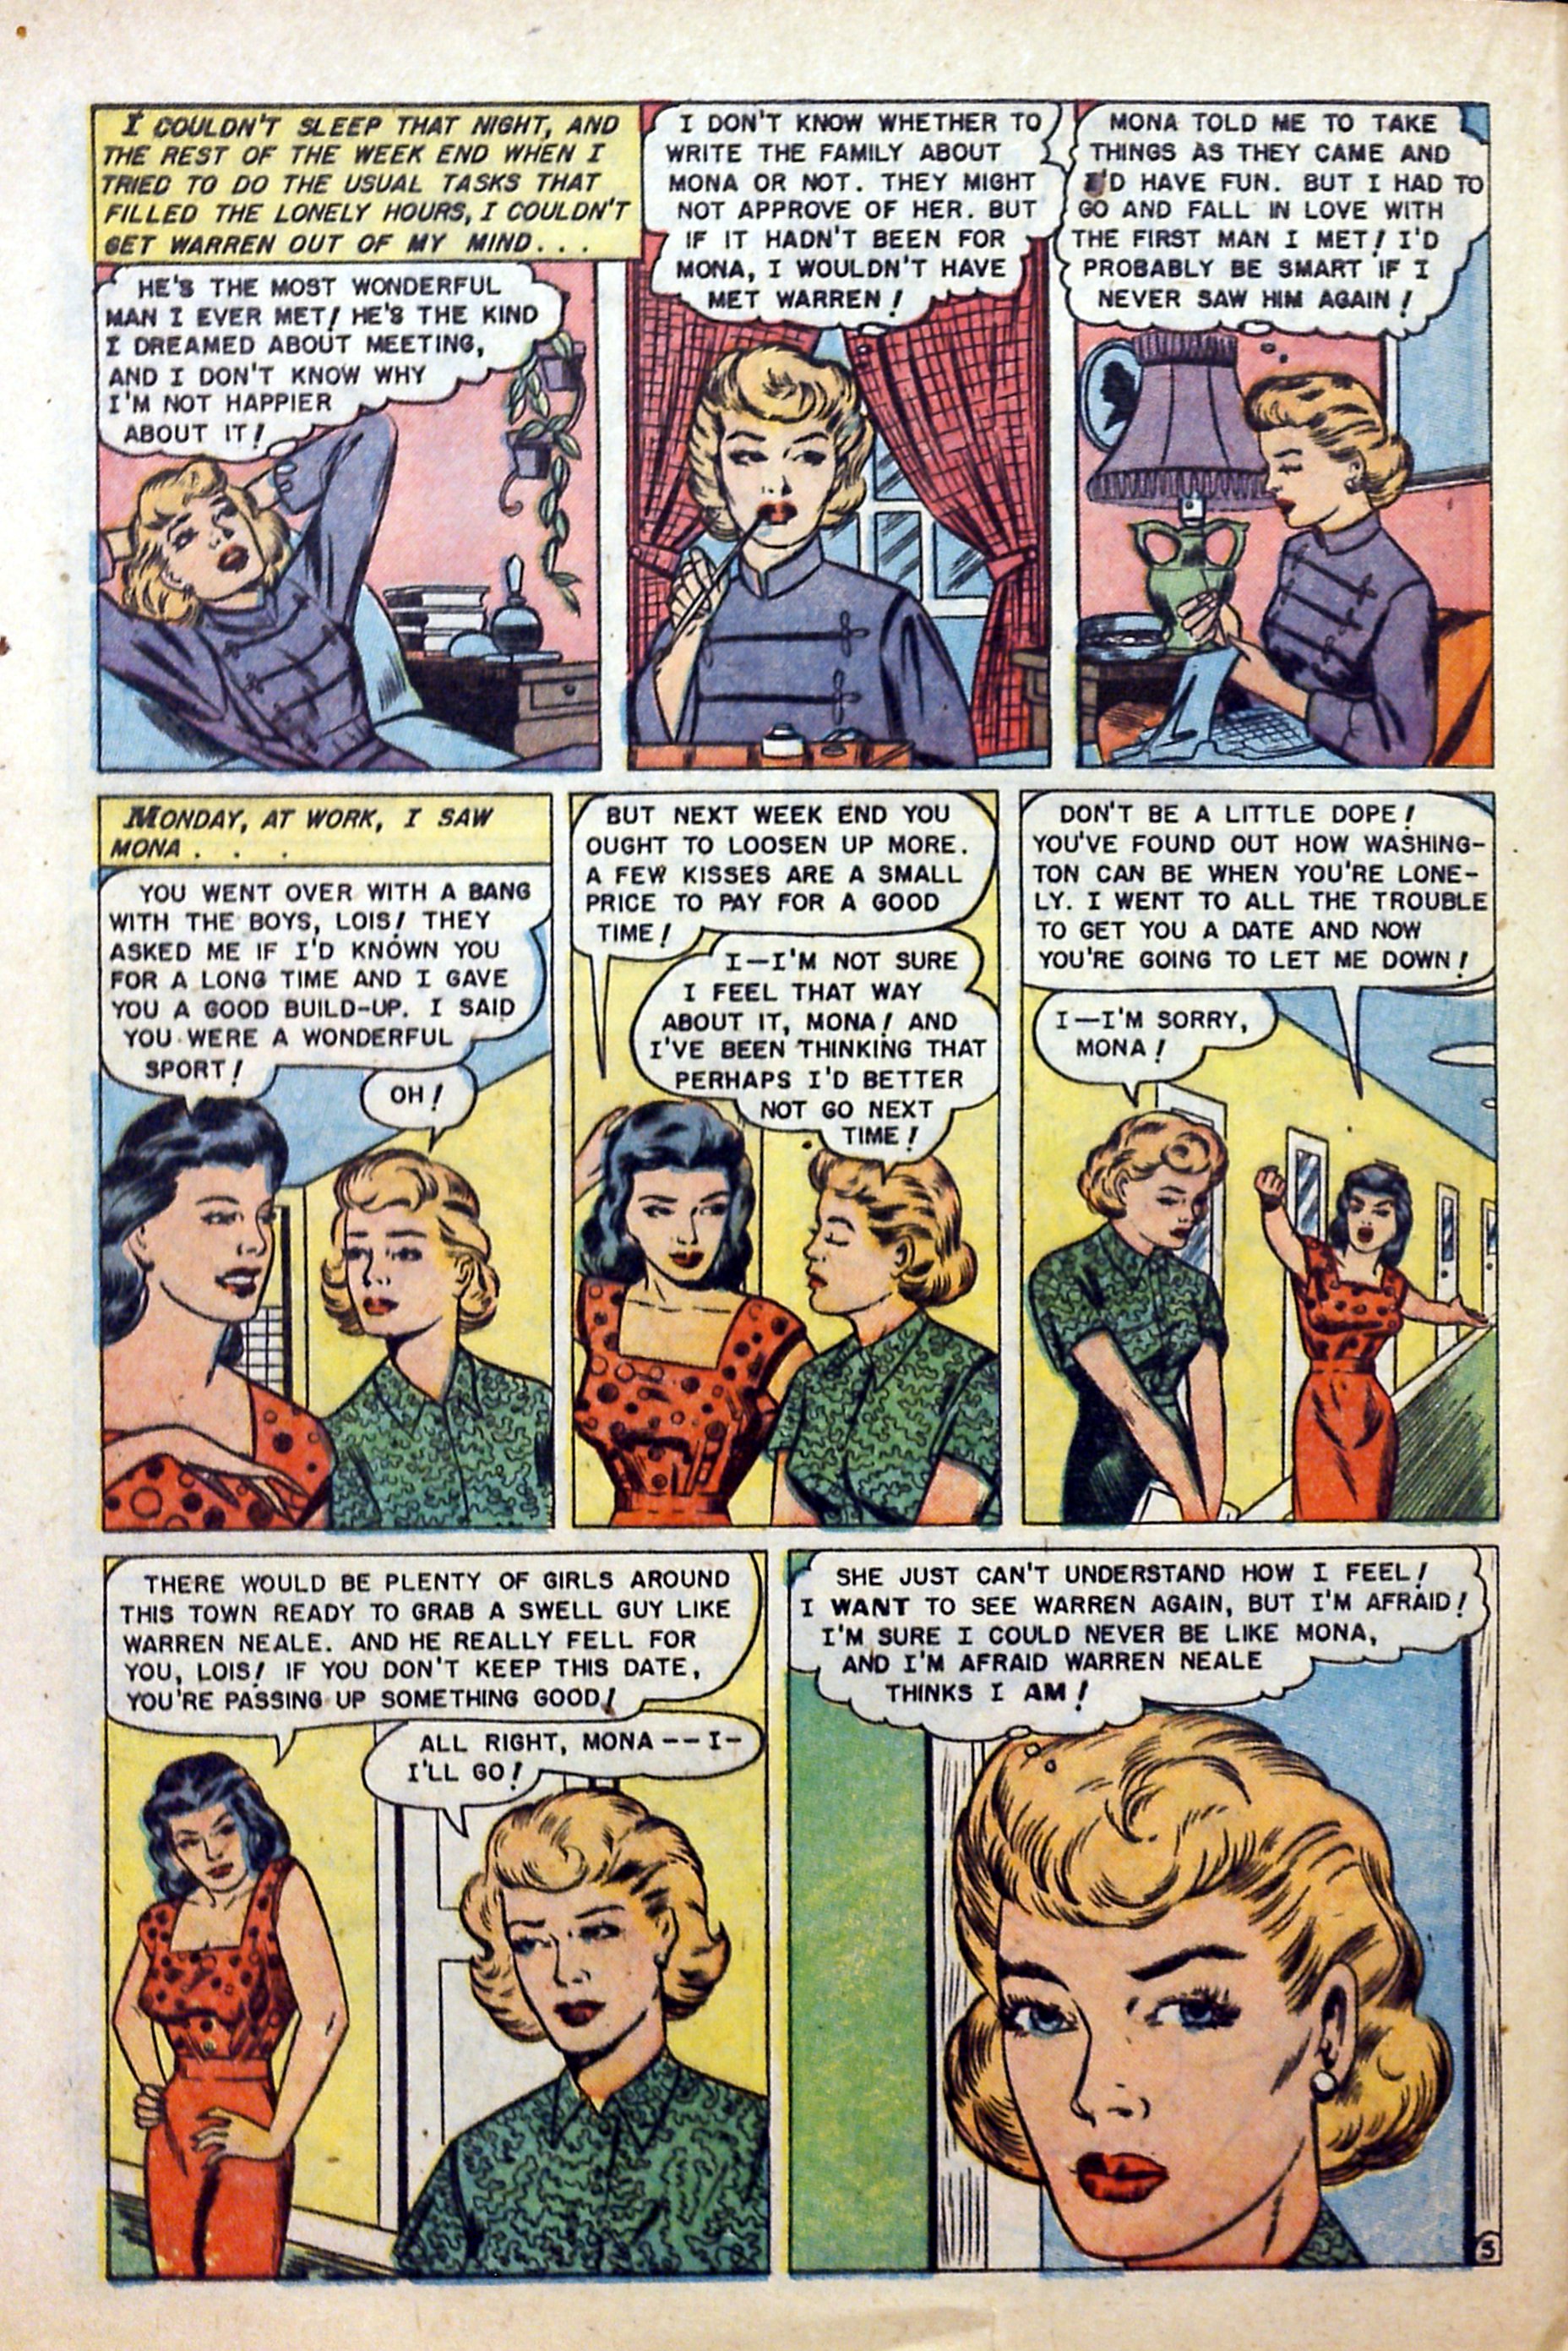 I COULDN'T SLEEP THAT NIGHT, AND
THE REST OF THE WEEK END WHEN I
TRIED TO DO THE USUAL TASKS THAT
FILLED THE LONELY HOURS, I COULDN'T
GET WARREN OUT OF MY MIND...
HE'S THE MOST WONDERFUL
MAN I EVER MET! HE'S THE KIND
I DREAMED ABOUT MEETING,
AND I DON'T KNOW WHY
I'M NOT HAPPIER
ABOUT IT!
I DON'T KNOW WHETHER TO
WRITE THE FAMILY ABOUT
MONA OR NOT. THEY MIGHT
NOT APPROVE OF HER. BUT
IF IT HADN'T BEEN FOR
MONA, I WOULDN'T HAVE
MET WARREN!
MONA TOLD ME TO TAKE
THINGS AS THEY CAME AND
I'D HAVE FUN. BUT I HAD TO
GO AND FALL IN LOVE WITH
THE FIRST MAN I MET! I'D
PROBABLY BE SMART IF I
NEVER SAW HIM AGAIN!
MONDAY, AT WORK, I SAW
MONA . . .
YOU WENT OVER WITH A BANG
WITH THE BOYS, LOIS! THEY
ASKED ME IF I'D KNOWN YOU
FOR A LONG TIME AND I GAVE
YOU A GOOD BUILD-UP. I SAID
YOU WERE A WONDERFUL
SPORT!
OH!
BUT NEXT WEEK END YOU
OUGHT TO LOOSEN UP MORE.
A FEW KISSES ARE A SMALL
PRICE TO PAY FOR A GOOD
TIME!
I—I'M NOT SURE
I FEEL THAT WAY
ABOUT IT, MONA! AND
I'VE BEEN THINKING THAT
PERHAPS I'D BETTER
NOT GO NEXT
TIME!
DON'T BE A LITTLE DOPE!
YOU'VE FOUND OUT HOW WASHING-
TON CAN BE WHEN YOU'RE LONE-
LY. I WENT TO ALL THE TROUBLE
TO GET YOU A DATE AND NOW
YOU'RE GOING TO LET ME DOWN!
I—I'M SORRY,
MONA!
THERE WOULD BE PLENTY OF GIRLS AROUND
THIS TOWN READY TO GRAB A SWELL GUY LIKE
WARREN NEALE. AND HE REALLY FELL FOR
YOU, LOIS! IF YOU DON'T KEEP THIS DATE,
YOU'RE PASSING UP SOMETHING GOOD!
ALL RIGHT, MONA -- I-
I'LL GO!
SHE JUST CAN'T UNDERSTAND HOW I FEEL!
I WANT TO SEE WARREN AGAIN, BUT I'M AFRAID!
I'M SURE I COULD NEVER BE LIKE MONA,
AND I'M AFRAID WARREN NEALE
THINKS I AM!
5